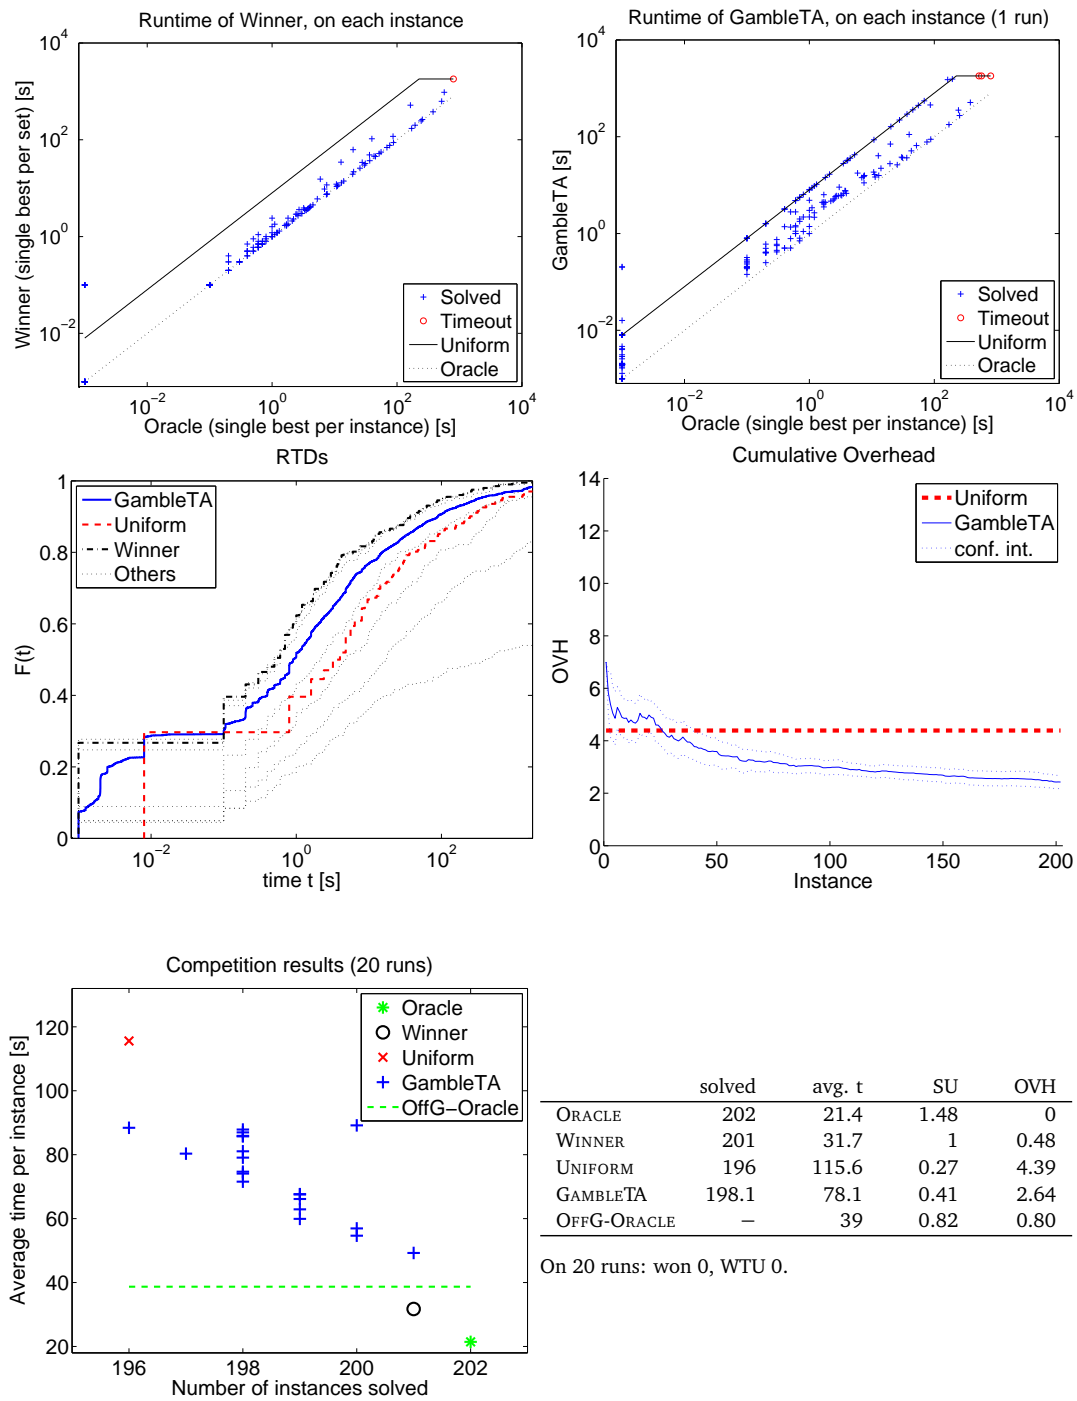 Runtime of Winner, on each instance
Winner (single best per set) [s]
10^4
10^2
10^0
10^−2
Solved
Timeout
Uniform
Oracle
10^−2 10^0 10^2 10^4
Oracle (single best per instance) [s]
Runtime of GambleTA, on each instance (1 run)
GambleTA [s]
10^4
10^2
10^0
10^−2
Solved
Timeout
Uniform
Oracle
10^−2 10^0 10^2 10^4
Oracle (single best per instance) [s]
RTDs
F(t)
1
0.8
0.6
0.4
0.2
0
GambleTA
Uniform
Winner
Others
10^−2 10^0 10^2
time t [s]
Cumulative Overhead
OVH
14
12
10
8
6
4
2
0
Uniform
GambleTA
conf. int.
0 50 100 150 200
Instance
Competition results (20 runs)
Average time per instance [s]
120
100
80
60
40
20
Oracle
Winner
Uniform
GambleTA
OffG−Oracle
196 198 200 202
Number of instances solved
solved avg. t SU OVH
ORACLE 202 21.4 1.48 0
WINNER 201 31.7 1 0.48
UNIFORM 196 115.6 0.27 4.39
GAMBLETA 198.1 78.1 0.41 2.64
OFFG-ORACLE − 39 0.82 0.80
On 20 runs: won 0, WTU 0.